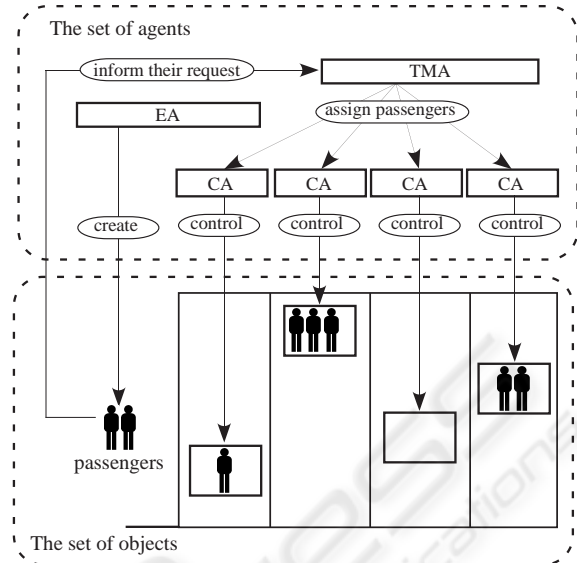 The set of agents
inform their request
TMA
EA
assign passengers
CA
CA
CA
CA
create
control
control
control
control
passengers
The set of objects